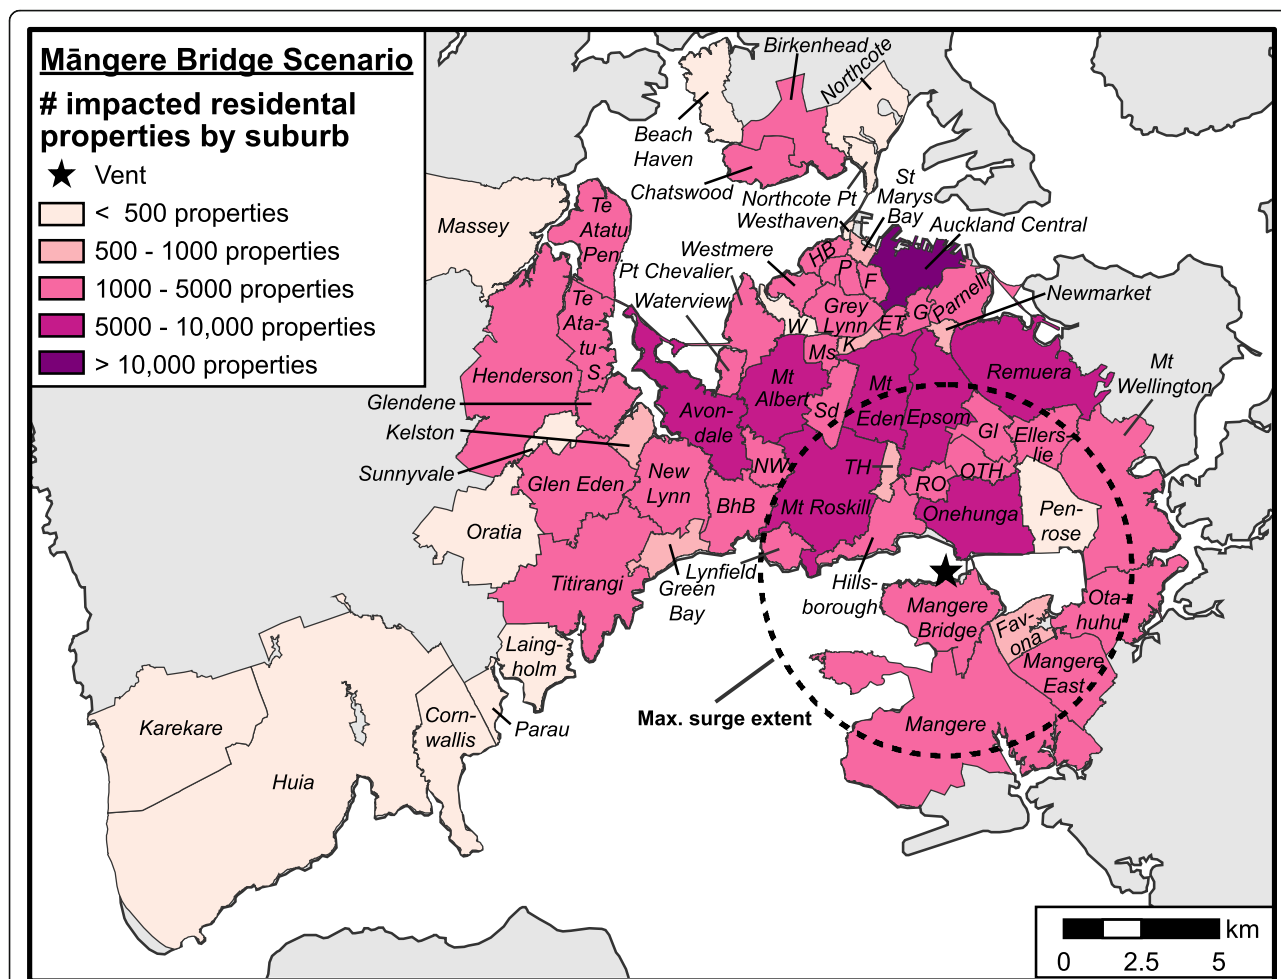 Māngere Bridge Scenario
# impacted residental
properties by suburb
Vent
< 500 properties
500 - 1000 properties
1000 - 5000 properties
5000 - 10,000 properties
> 10,000 properties
Birkenhead
Northcote
Beach
Haven
Chatswood
Northcote Pt
Westhaven
St
Marys
Bay
Auckland Central
Massey
Te
Atatu
Pen.
Westmere
Pt Chevalier
Waterview
HB
P
F
Grey
Lynn
ET
G
Parnell
Newmarket
W
K
Ms
Te
Ata-
tu
S.
Henderson
Glendene
Kelston
Sunnyvale
Mt
Albert
Mt
Eden
Epsom
Remuera
Mt
Wellington
Avon-
dale
Sd
GI
Ellers-
lie
Glen Eden
New
Lynn
NW
TH
OTH
RO
BhB
Mt Roskill
Onehunga
Pen-
rose
Oratia
Titirangi
Lynfield
Green
Bay
Hills-
borough
Mangere
Bridge
Fav-
ona
Ota-
huhu
Laing-
holm
Mangere
East
Max. surge extent
Mangere
Karekare
Corn-
wallis
Parau
Huia
km
0 2.5 5